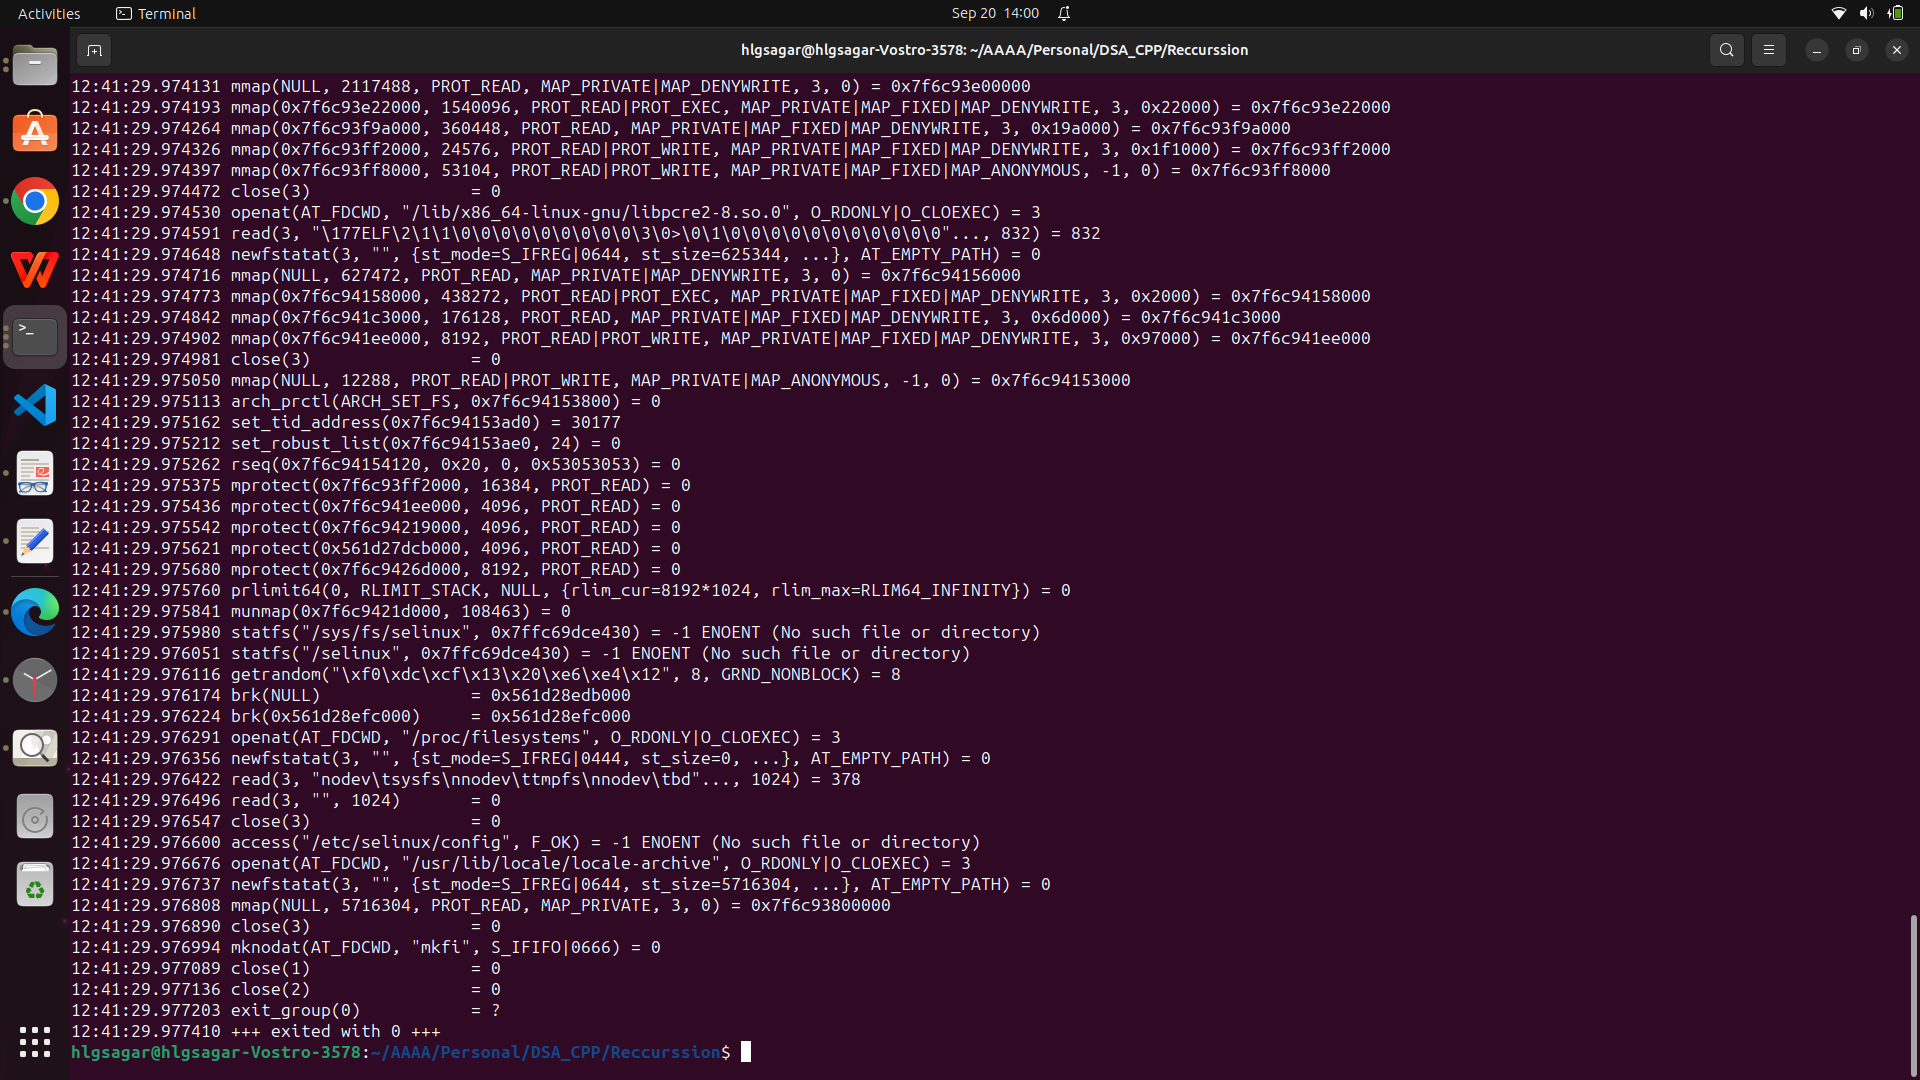 Activities
Terminal
Sep 20 14:00
hlgsagar@hlgsagar-Vostro-3578: ~/AAAA/Personal/DSA_CPP/Reccurssion
12:41:29.974131 mmap(NULL, 2117488, PROT_READ, MAP_PRIVATE|MAP_DENYWRITE, 3, 0) = 0x7f6c93e00000
12:41:29.974193 mmap(0x7f6c93e22000, 1540096, PROT_READ|PROT_EXEC, MAP_PRIVATE|MAP_FIXED|MAP_DENYWRITE, 3, 0x22000) = 0x7f6c93e22000
12:41:29.974264 mmap(0x7f6c93f9a000, 360448, PROT_READ, MAP_PRIVATE|MAP_FIXED|MAP_DENYWRITE, 3, 0x19a000) = 0x7f6c93f9a000
12:41:29.974326 mmap(0x7f6c93ff2000, 24576, PROT_READ|PROT_WRITE, MAP_PRIVATE|MAP_FIXED|MAP_DENYWRITE, 3, 0x1f1000) = 0x7f6c93ff2000
12:41:29.974397 mmap(0x7f6c93ff8000, 53104, PROT_READ|PROT_WRITE, MAP_PRIVATE|MAP_FIXED|MAP_ANONYMOUS, -1, 0) = 0x7f6c93ff8000
12:41:29.974472 close(3)                = 0
12:41:29.974530 openat(AT_FDCWD, "/lib/x86_64-linux-gnu/libpcre2-8.so.0", O_RDONLY|O_CLOEXEC) = 3
12:41:29.974591 read(3, "\177ELF\2\1\1\0\0\0\0\0\0\0\0\0\3\0>\0\1\0\0\0\0\0\0\0\0\0\0\0"..., 832) = 832
12:41:29.974648 newfstatat(3, "", {st_mode=S_IFREG|0644, st_size=625344, ...}, AT_EMPTY_PATH) = 0
12:41:29.974716 mmap(NULL, 627472, PROT_READ, MAP_PRIVATE|MAP_DENYWRITE, 3, 0) = 0x7f6c94156000
12:41:29.974773 mmap(0x7f6c94158000, 438272, PROT_READ|PROT_EXEC, MAP_PRIVATE|MAP_FIXED|MAP_DENYWRITE, 3, 0x2000) = 0x7f6c94158000
12:41:29.974842 mmap(0x7f6c941c3000, 176128, PROT_READ, MAP_PRIVATE|MAP_FIXED|MAP_DENYWRITE, 3, 0x6d000) = 0x7f6c941c3000
12:41:29.974902 mmap(0x7f6c941ee000, 8192, PROT_READ|PROT_WRITE, MAP_PRIVATE|MAP_FIXED|MAP_DENYWRITE, 3, 0x97000) = 0x7f6c941ee000
12:41:29.974981 close(3)                = 0
12:41:29.975050 mmap(NULL, 12288, PROT_READ|PROT_WRITE, MAP_PRIVATE|MAP_ANONYMOUS, -1, 0) = 0x7f6c94153000
12:41:29.975113 arch_prctl(ARCH_SET_FS, 0x7f6c94153800) = 0
12:41:29.975162 set_tid_address(0x7f6c94153ad0) = 30177
12:41:29.975212 set_robust_list(0x7f6c94153ae0, 24) = 0
12:41:29.975262 rseq(0x7f6c94154120, 0x20, 0, 0x53053053) = 0
12:41:29.975375 mprotect(0x7f6c93ff2000, 16384, PROT_READ) = 0
12:41:29.975436 mprotect(0x7f6c941ee000, 4096, PROT_READ) = 0
12:41:29.975542 mprotect(0x7f6c94219000, 4096, PROT_READ) = 0
12:41:29.975621 mprotect(0x561d27dcb000, 4096, PROT_READ) = 0
12:41:29.975680 mprotect(0x7f6c9426d000, 8192, PROT_READ) = 0
12:41:29.975760 prlimit64(0, RLIMIT_STACK, NULL, {rlim_cur=8192*1024, rlim_max=RLIM64_INFINITY}) = 0
12:41:29.975841 munmap(0x7f6c9421d000, 108463) = 0
12:41:29.975980 statfs("/sys/fs/selinux", 0x7ffc69dce430) = -1 ENOENT (No such file or directory)
12:41:29.976051 statfs("/selinux", 0x7ffc69dce430) = -1 ENOENT (No such file or directory)
12:41:29.976116 getrandom("\xf0\xdc\xcf\x13\x20\xe6\xe4\x12", 8, GRND_NONBLOCK) = 8
12:41:29.976174 brk(NULL)               = 0x561d28edb000
12:41:29.976224 brk(0x561d28efc000)     = 0x561d28efc000
12:41:29.976291 openat(AT_FDCWD, "/proc/filesystems", O_RDONLY|O_CLOEXEC) = 3
12:41:29.976356 newfstatat(3, "", {st_mode=S_IFREG|0444, st_size=0, ...}, AT_EMPTY_PATH) = 0
12:41:29.976422 read(3, "nodev\tsysfs\nnodev\ttmpfs\nnodev\tbd"..., 1024) = 378
12:41:29.976496 read(3, "", 1024)       = 0
12:41:29.976547 close(3)                = 0
12:41:29.976600 access("/etc/selinux/config", F_OK) = -1 ENOENT (No such file or directory)
12:41:29.976676 openat(AT_FDCWD, "/usr/lib/locale/locale-archive", O_RDONLY|O_CLOEXEC) = 3
12:41:29.976737 newfstatat(3, "", {st_mode=S_IFREG|0644, st_size=5716304, ...}, AT_EMPTY_PATH) = 0
12:41:29.976808 mmap(NULL, 5716304, PROT_READ, MAP_PRIVATE, 3, 0) = 0x7f6c93800000
12:41:29.976890 close(3)                = 0
12:41:29.976994 mknodat(AT_FDCWD, "mkfi", S_IFIFO|0666) = 0
12:41:29.977089 close(1)                = 0
12:41:29.977136 close(2)                = 0
12:41:29.977203 exit_group(0)           = ?
12:41:29.977410 +++ exited with 0 +++
hlgsagar@hlgsagar-Vostro-3578:~/AAAA/Personal/DSA_CPP/Reccurssion$